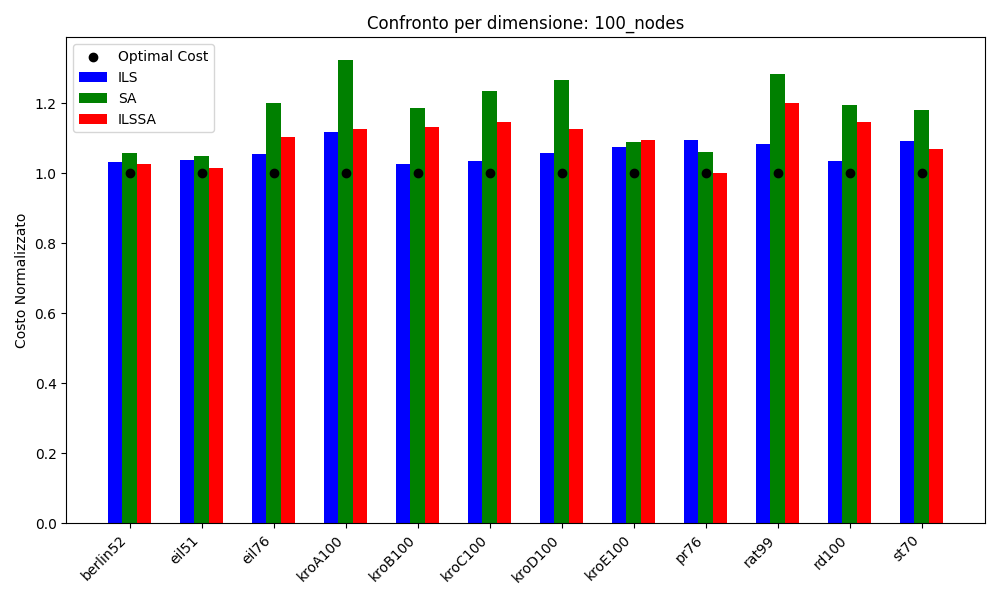 Confronto per dimensione: 100_nodes
Optimal Cost
ILS
SA
ILSSA
Costo Normalizzato
1.2
1.0
0.8
0.6
0.4
0.2
0.0
berlin52
eil51
eil76
kroA100
kroB100
kroC100
kroD100
kroE100
pr76
rat99
rd100
st70